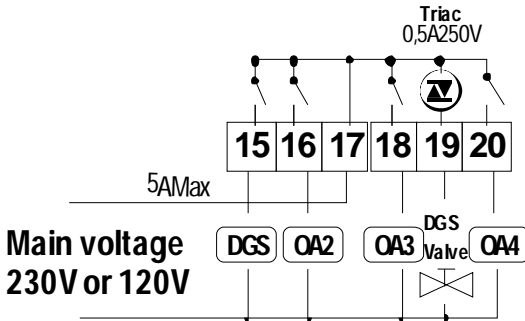 Triac
0,5A250V
15 16 17 18 19 20
5AMax
Main voltage
230V or 120V
DGS OA2 OA3 DGS Valve OA4